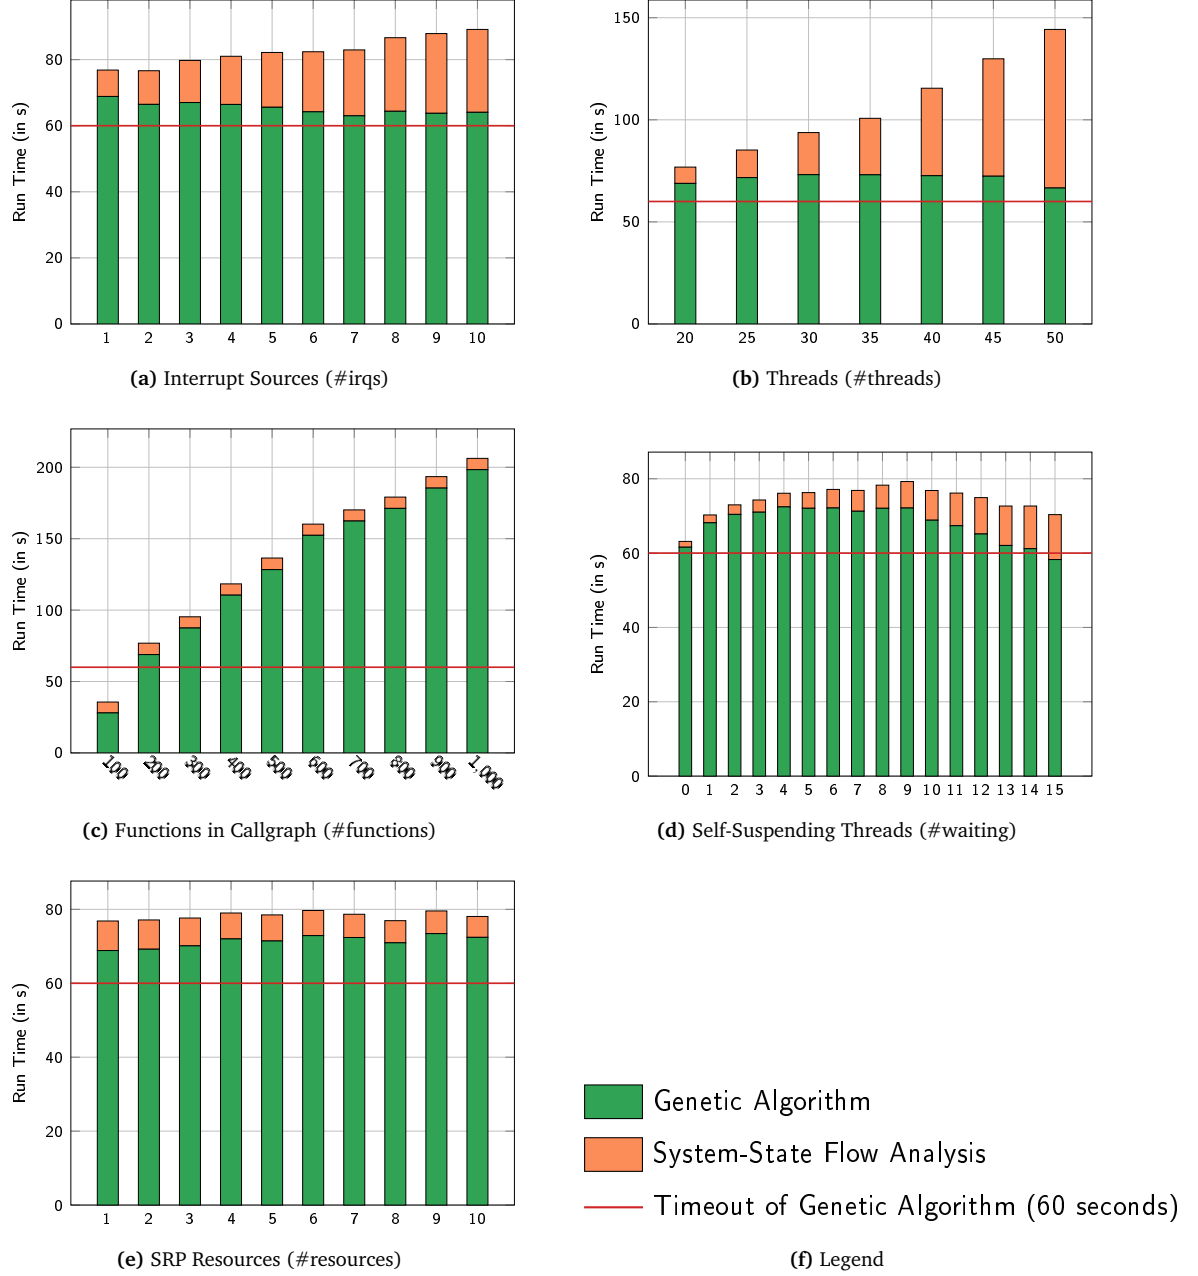 80
60
40
20
0
Run Time (in s)
1 2 3 4 5 6 7 8 9 10
(a) Interrupt Sources (#irqs)
150
100
50
0
Run Time (in s)
20 25 30 35 40 45 50
(b) Threads (#threads)
200
150
100
50
0
Run Time (in s)
100 200 300 400 500 600 700 800 900 1,000
(c) Functions in Callgraph (#functions)
80
60
40
20
0
Run Time (in s)
0 1 2 3 4 5 6 7 8 9 10 11 12 13 14 15
(d) Self-Suspending Threads (#waiting)
80
60
40
20
0
Run Time (in s)
1 2 3 4 5 6 7 8 9 10
(e) SRP Resources (#resources)
Genetic Algorithm
System-State Flow Analysis
Timeout of Genetic Algorithm (60 seconds)
(f) Legend